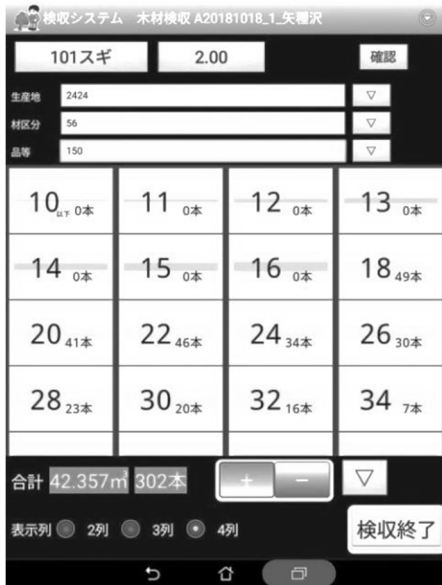 検収システム 木材検収 A20181018_1_矢種沢
101スギ 2.00 確認
生産地 2424 ▽
材区分 56 ▽
品等 150 ▽
10以下 0本 11 0本 12 0本 13 0本
14 0本 15 0本 16 0本 18 49本
20 41本 22 46本 24 34本 26 30本
28 23本 30 20本 32 16本 34 7本
合計 42.357㎥ 302本 + − ▽
表示列 2列 3列 4列 検収終了